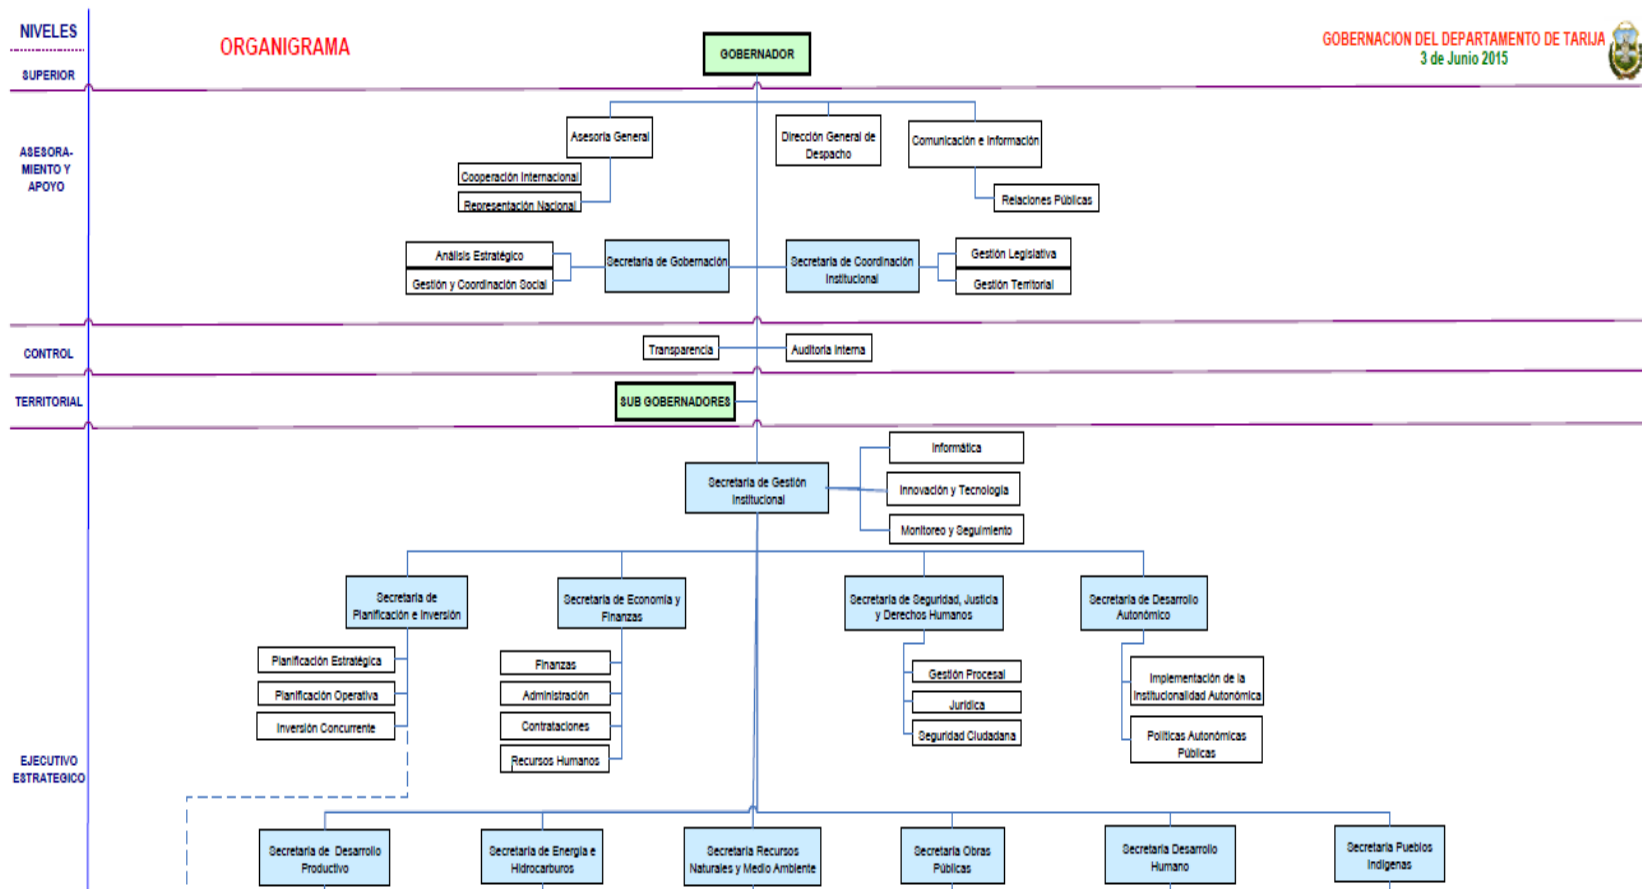 NIVELES
ORGANIGRAMA
GOBERNADOR
GOBERNACION DEL DEPARTAMENTO DE TARIJA
3 de Junio 2015
SUPERIOR
ASESORA-
MIENTO Y
APOYO
Asesoría General
Dirección General de
Despacho
Comunicación e Información
Cooperación Internacional
Representación Nacional
Relaciones Públicas
Análisis Estratégico
Gestión y Coordinación Social
Secretaría de Gobernación
Secretaría de Coordinación
Institucional
Gestión Legislativa
Gestión Territorial
CONTROL
Transparencia
Auditoria Interna
TERRITORIAL
SUB GOBERNADORES
Informática
Secretaría de Gestión
Institucional
Innovación y Tecnología
Monitoreo y Seguimiento
Secretaría de
Planificación e Inversión
Secretaría de Economía y
Finanzas
Secretaría de Seguridad, Justicia
y Derechos Humanos
Secretaría de Desarrollo
Autonómico
Planificación Estratégica
Planificación Operativa
Inversión Concurrente
Finanzas
Administración
Contrataciones
Recursos Humanos
Gestión Procesal
Jurídica
Seguridad Ciudadana
Implementación de la
Institucionalidad Autonómica
Políticas Autonómicas
Públicas
EJECUTIVO
ESTRATEGICO
Secretaría de Desarrollo
Productivo
Secretaría de Energía e
Hidrocarburos
Secretaría Recursos
Naturales y Medio Ambiente
Secretaría Obras
Públicas
Secretaría Desarrollo
Humano
Secretaría Pueblos
Indígenas